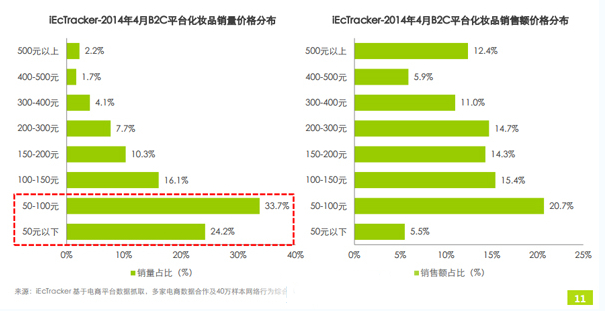 iEcTracker-2014年4月B2C平台化妆品销量价格分布
500元以上 2.2%
400-500元 1.7%
300-400元 4.1%
200-300元 7.7%
150-200元 10.3%
100-150元 16.1%
50-100元 33.7%
50元以下 24.2%
0% 10% 20% 30% 40%
销量占比（%）
iEcTracker-2014年4月B2C平台化妆品销售额价格分布
500元以上 12.4%
400-500元 5.9%
300-400元 11.0%
200-300元 14.7%
150-200元 14.3%
100-150元 15.4%
50-100元 20.7%
50元以下 5.5%
0% 5% 10% 15% 20% 25%
销售额占比（%）
来源：iEcTracker 基于电商平台数据抓取，多家电商数据合作及40万样本网络行为
11